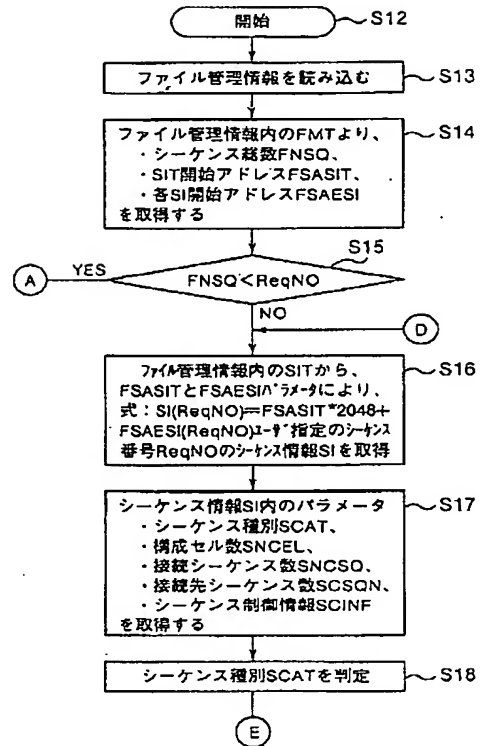 開始
S12
ファイル管理情報を読み込む
S13
ファイル管理情報内のFMTより、
・シーケンス総数FNSQ、
・SIT開始アドレスFSASIT、
・各SI開始アドレスFSAESI
を取得する
S14
S15
A
YES
FNSQ<ReqNO
NO
D
ファイル管理情報内のSITから、
FSASITとFSAESIパラメータにより、
式:SI(ReqNO)=FSASIT*2048+
FSAESI(ReqNO)ユーザ指定のシーケンス
番号ReqNOのシーケンス情報SIを取得
S16
シーケンス情報SI内のパラメータ
・シーケンス種別SCAT、
・構成セル数SNCEL、
・接続シーケンス数SNCSQ、
・接続先シーケンス数SCSQN、
・シーケンス制御情報SCINF
を取得する
S17
シーケンス種別SCATを判定
S18
E